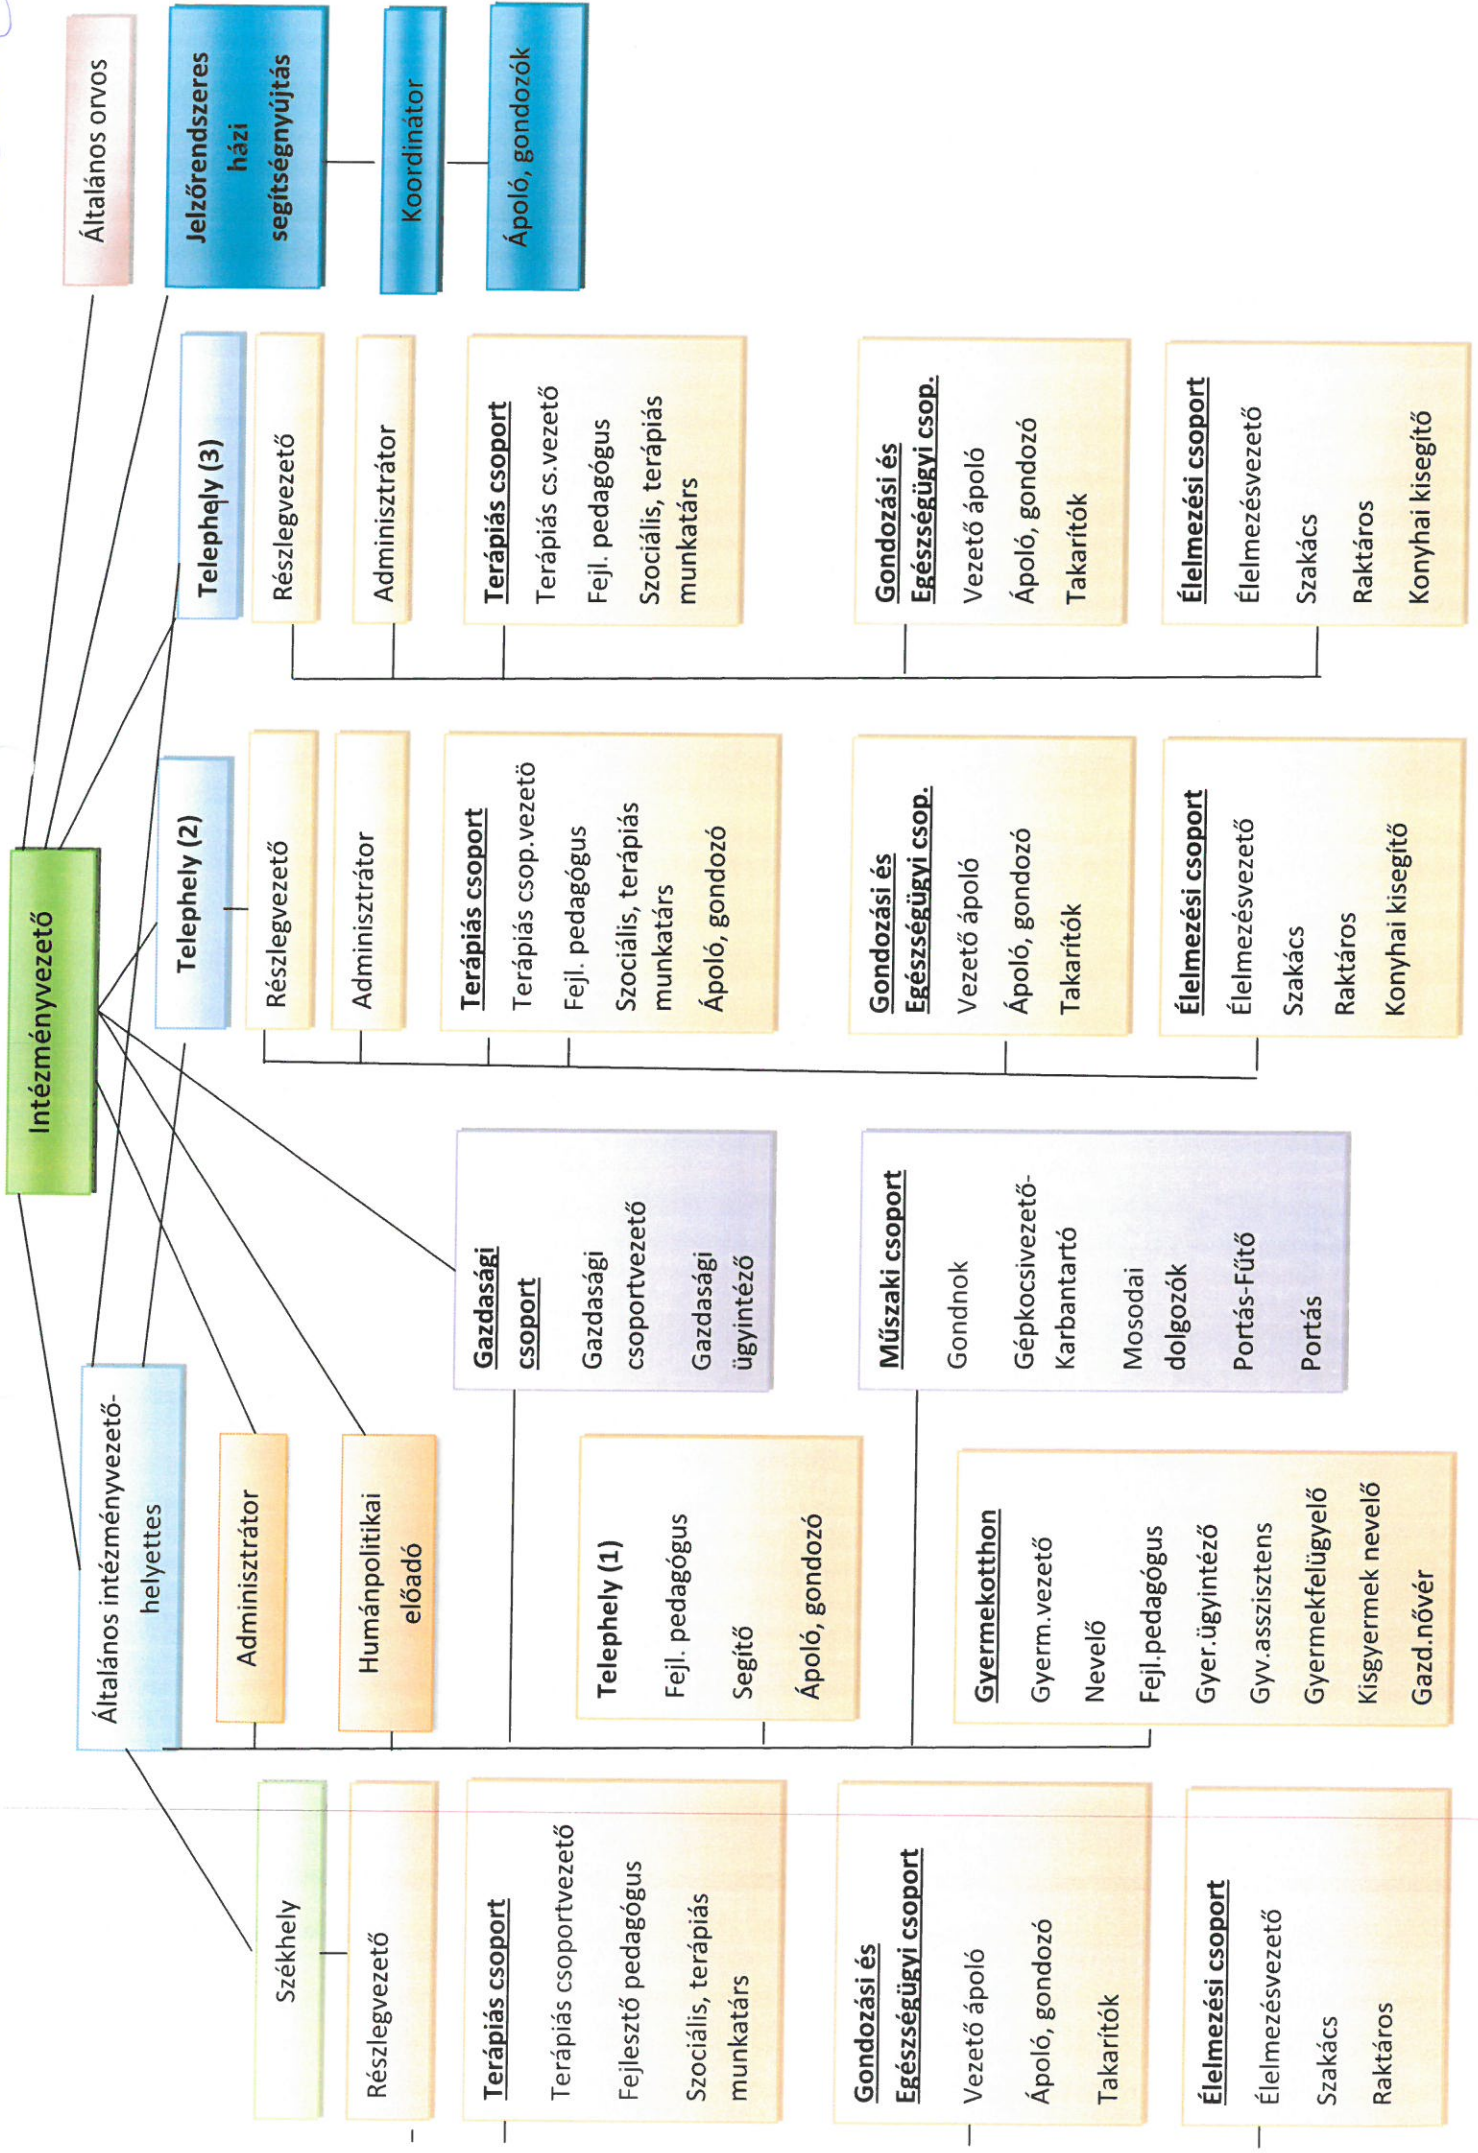 Intézményvezető
Általános intézményvezető-
helyettes
Általános orvos
Székhely
Részlegvezető
Terápiás csoport
Terápiás csoportvezető
Fejlesztő pedagógus
Szociális, terápiás
munkatárs
Gondozási és
Egészségügyi csoport
Vezető ápoló
Ápoló, gondozó
Takarítók
Élelmezési csoport
Élelmezésvezető
Szakács
Raktáros
Adminisztrátor
Humánpolitikai
előadó
Telephely (1)
Fejl. pedagógus
Segítő
Ápoló, gondozó
Gyermekotthon
Gyerm.vezető
Nevelő
Fejl.pedagógus
Gyer.ügyintéző
Gyv.asszisztens
Gyermekfelügyelő
Kisgyermek nevelő
Gazd.nővér
Gazdasági
csoport
Gazdasági
csoportvezető
Gazdasági
ügyintéző
Műszaki csoport
Gondnok
Gépkocsivezető-
Karbantartó
Mosodai
dolgozók
Portás-Fűtő
Portás
Telephely (2)
Részlegvezető
Adminisztrátor
Terápiás csoport
Terápiás csop.vezető
Fejl. pedagógus
Szociális, terápiás
munkatárs
Ápoló, gondozó
Gondozási és
Egészségügyi csop.
Vezető ápoló
Ápoló, gondozó
Takarítók
Élelmezési csoport
Élelmezésvezető
Szakács
Raktáros
Konyhai kisegítő
Telephely (3)
Részlegvezető
Adminisztrátor
Terápiás csoport
Terápiás cs.vezető
Fejl. pedagógus
Szociális, terápiás
munkatárs
Gondozási és
Egészségügyi csop.
Vezető ápoló
Ápoló, gondozó
Takarítók
Élelmezési csoport
Élelmezésvezető
Szakács
Raktáros
Konyhai kisegítő
Jelzőrendszeres
házi
segítségnyújtás
Koordinátor
Ápoló, gondozók